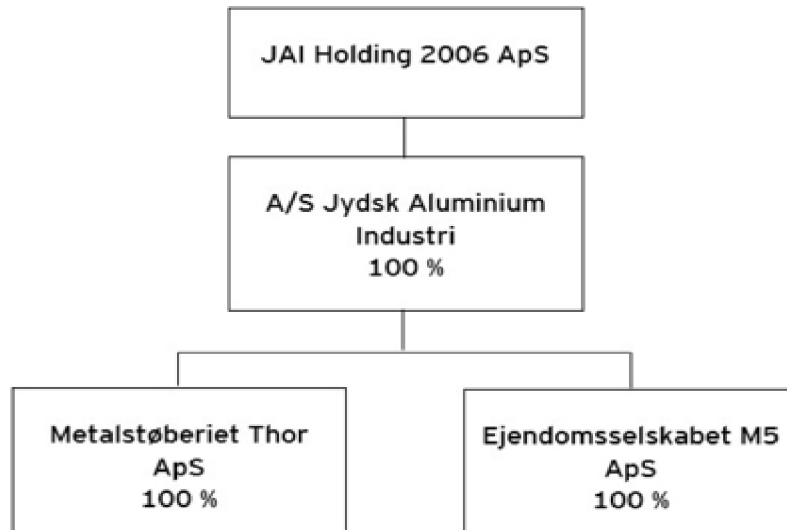 JAI Holding 2006 ApS
A/S Jydsk Aluminium
Industri
100 %
Metalstøberiet Thor
ApS
100 %
Ejendomsselskabet M5
ApS
100 %